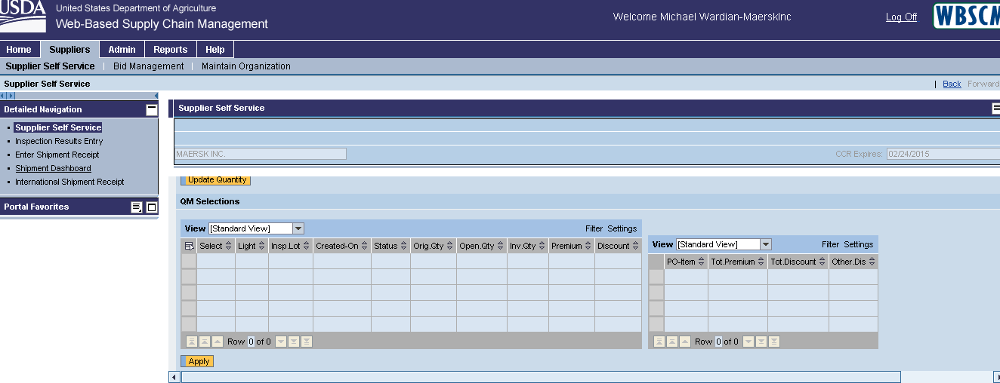 USDA
United States Department of Agriculture
Web-Based Supply Chain Management
Welcome Michael Wardian-MaerskInc
Log Off
WBSCM
Home Suppliers Admin Reports Help
Supplier Self Service | Bid Management | Maintain Organization
Supplier Self Service
| Back Forward
Detailed Navigation
Supplier Self Service
Inspection Results Entry
Enter Shipment Receipt
Shipment Dashboard
International Shipment Receipt
Portal Favorites
Supplier Self Service
MAERSK INC. CCR Expires: 02/24/2015
Update Quantity
QM Selections
View [Standard View] Filter Settings
Select Light Insp.Lot Created-On Status Orig.Qty Open.Qty Inv.Qty Premium Discount
Row 0 of 0
View [Standard View] Filter Settings
PO-Item Tot.Premium Tot.Discount Other.Dis
Row 0 of 0
Apply